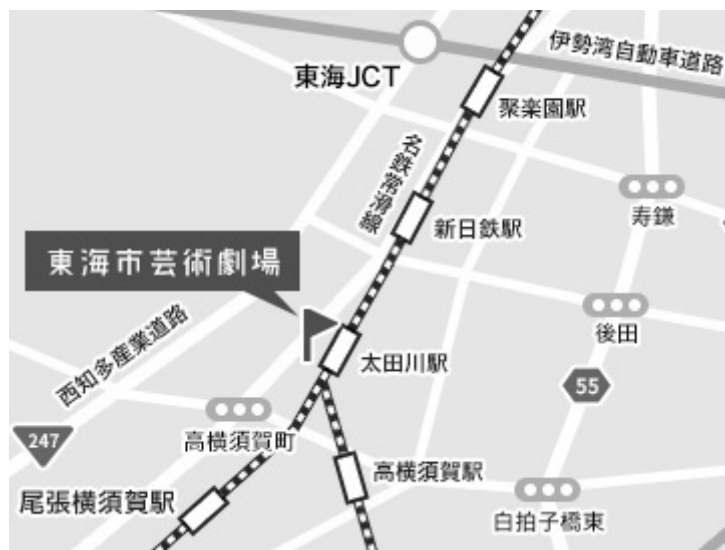 伊勢湾自動車道路
東海JCT
聚楽園駅
名鉄常滑線
寿鎌
新日鉄駅
東海市芸術劇場
後田
西知多産業道路
太田川駅
55
247
高横須賀町
高横須賀駅
尾張横須賀駅
白拍子橋東